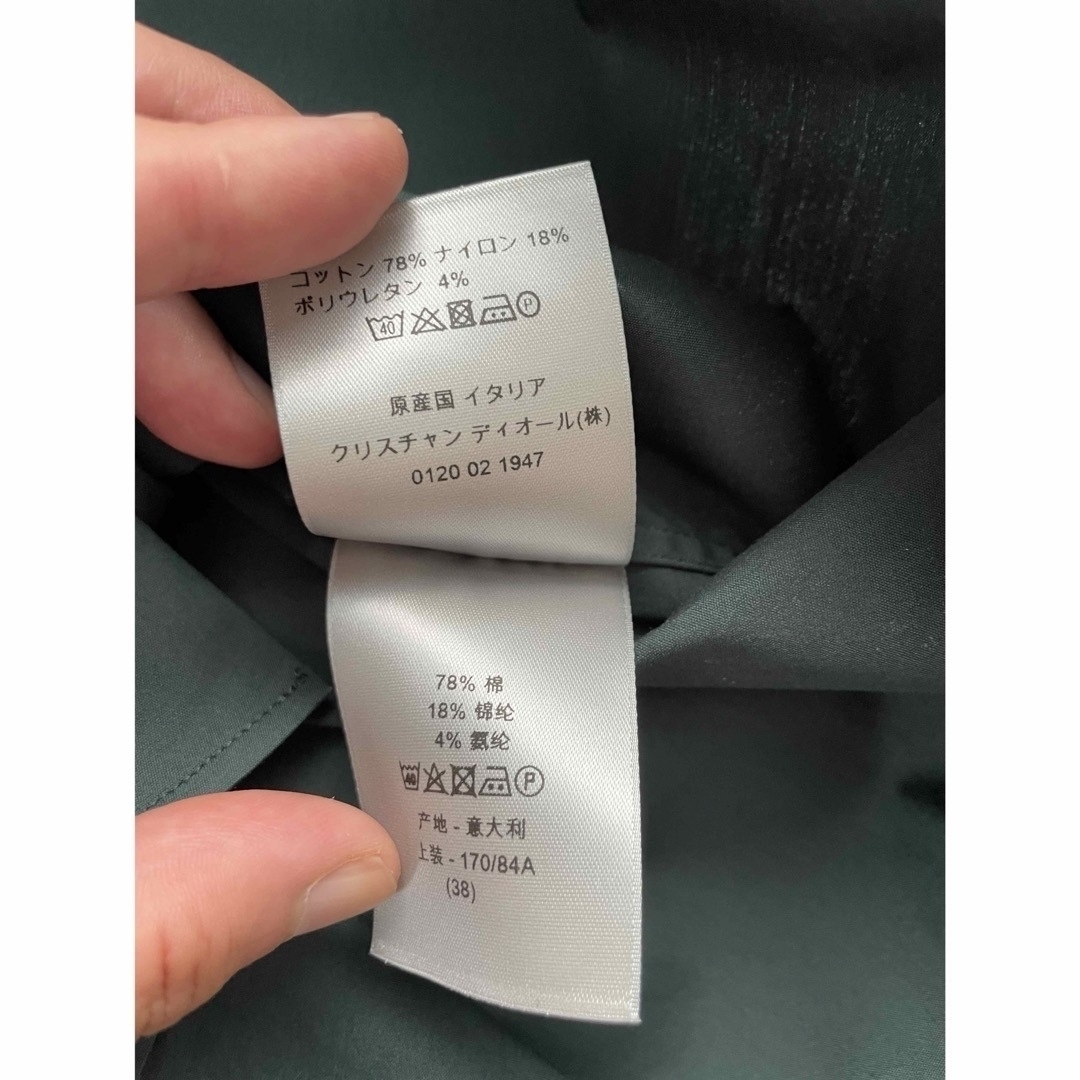 コットン 78% ナイロン 18%
ポリウレタン 4%
40 P
原産国 イタリア
クリスチャン ディオール(株)
0120 02 1947
78% 棉
18% 锦纶
4% 氨纶
40 P
产地 - 意大利
上装 - 170/84A
(38)